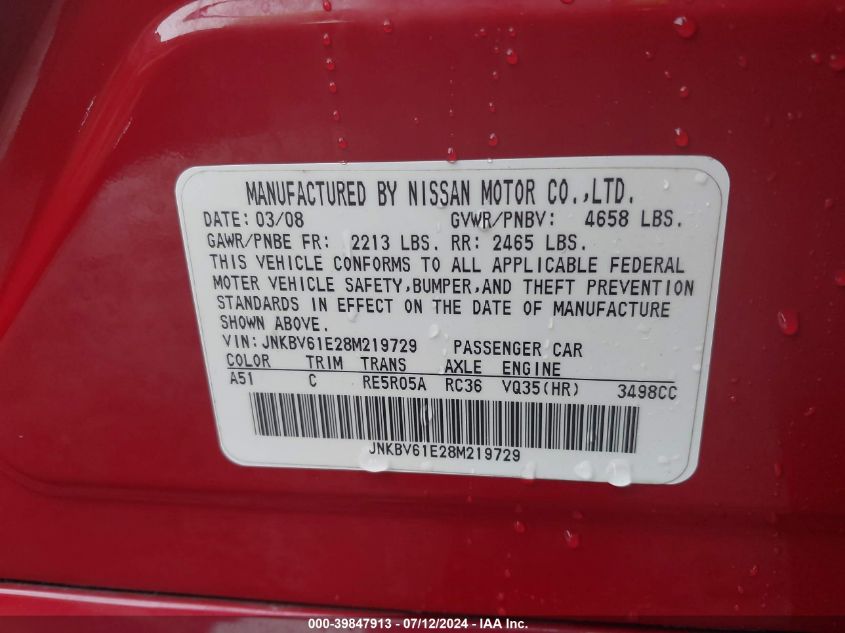 MANUFACTURED BY NISSAN MOTOR CO.,LTD.
DATE: 03/08 GVWR/PNBV: 4658 LBS.
GAWR/PNBE FR: 2213 LBS. RR: 2465 LBS.
THIS VEHICLE CONFORMS TO ALL APPLICABLE FEDERAL
MOTOR VEHICLE SAFETY,BUMPER,AND THEFT PREVENTION
STANDARDS IN EFFECT ON THE DATE OF MANUFACTURE
SHOWN ABOVE.
VIN:JNKBV61E28M219729 PASSENGER CAR
COLOR TRIM TRANS AXLE ENGINE
A51 C RE5R05A RC36 VQ35(HR) 3498CC
JNKBV61E28M219729
000-39847913 - 07/12/2024 - IAAI.COM